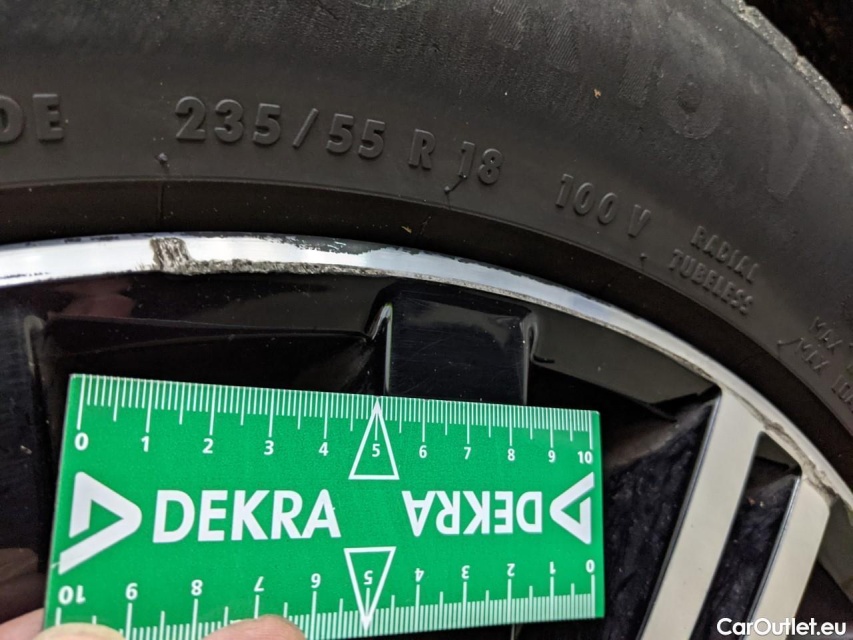 DE 235/55 R 18 100 V
RADIAL
TUBELESS
0 1 2 3 4 5 6 7 8 9 10
DEKRA DEKRA
10 9 8 7 6 5 4 3 2 1 0
CarOutlet.eu